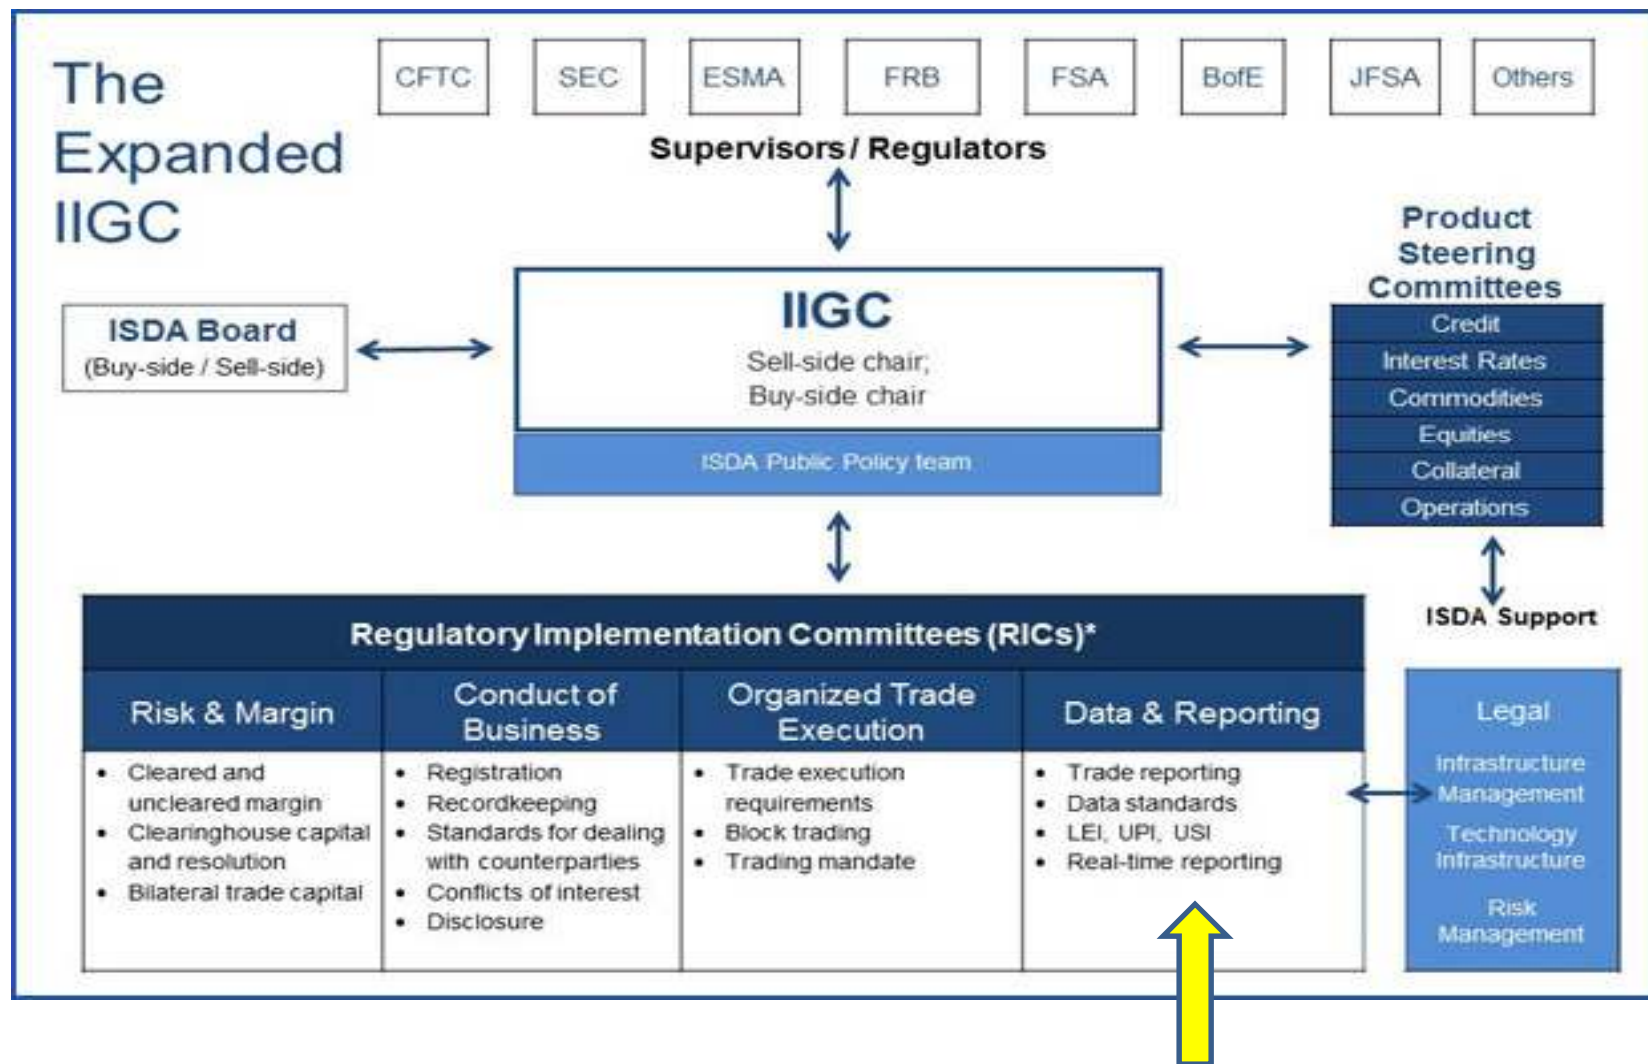 The
Expanded
IIGC
CFTC
SEC
ESMA
FRB
FSA
BofE
JFSA
Others
Supervisors/ Regulators
ISDA Board
(Buy-side / Sell-side)
IIGC
Sell-side chair;
Buy-side chair
ISDA Public Policy team
Product
Steering
Committees
Credit
Interest Rates
Commodities
Equities
Collateral
Operations
ISDA Support
Regulatory Implementation Committees (RICs)*
Risk & Margin
• Cleared and
uncleared margin
• Clearinghouse capital
and resolution
• Bilateral trade capital
Conduct of
Business
• Registration
• Recordkeeping
• Standards for dealing
with counterparties
• Conflicts of interest
• Disclosure
Organized Trade
Execution
• Trade execution
requirements
• Block trading
• Trading mandate
Data & Reporting
• Trade reporting
• Data standards
• LEI, UPI, USI
• Real-time reporting
Legal
Infrastructure
Management
Technology
Infrastructure
Risk
Management